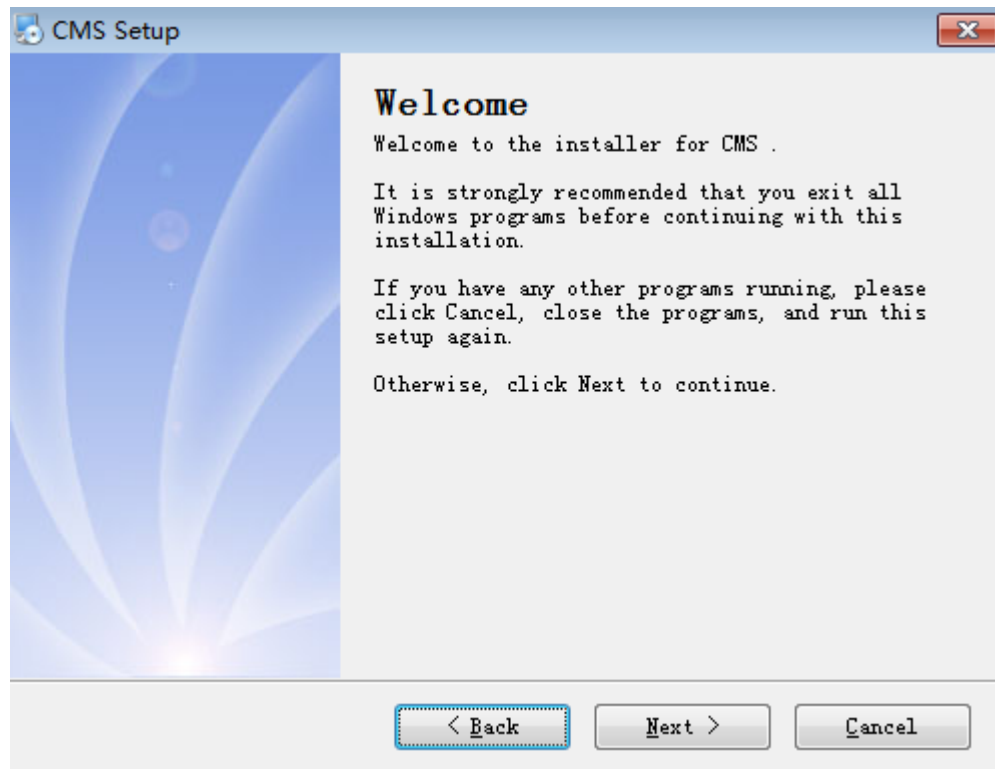 CMS Setup
Welcome
Welcome to the installer for CMS .
It is strongly recommended that you exit all
Windows programs before continuing with this
installation.
If you have any other programs running, please
click Cancel, close the programs, and run this
setup again.
Otherwise, click Next to continue.
< Back
Next >
Cancel